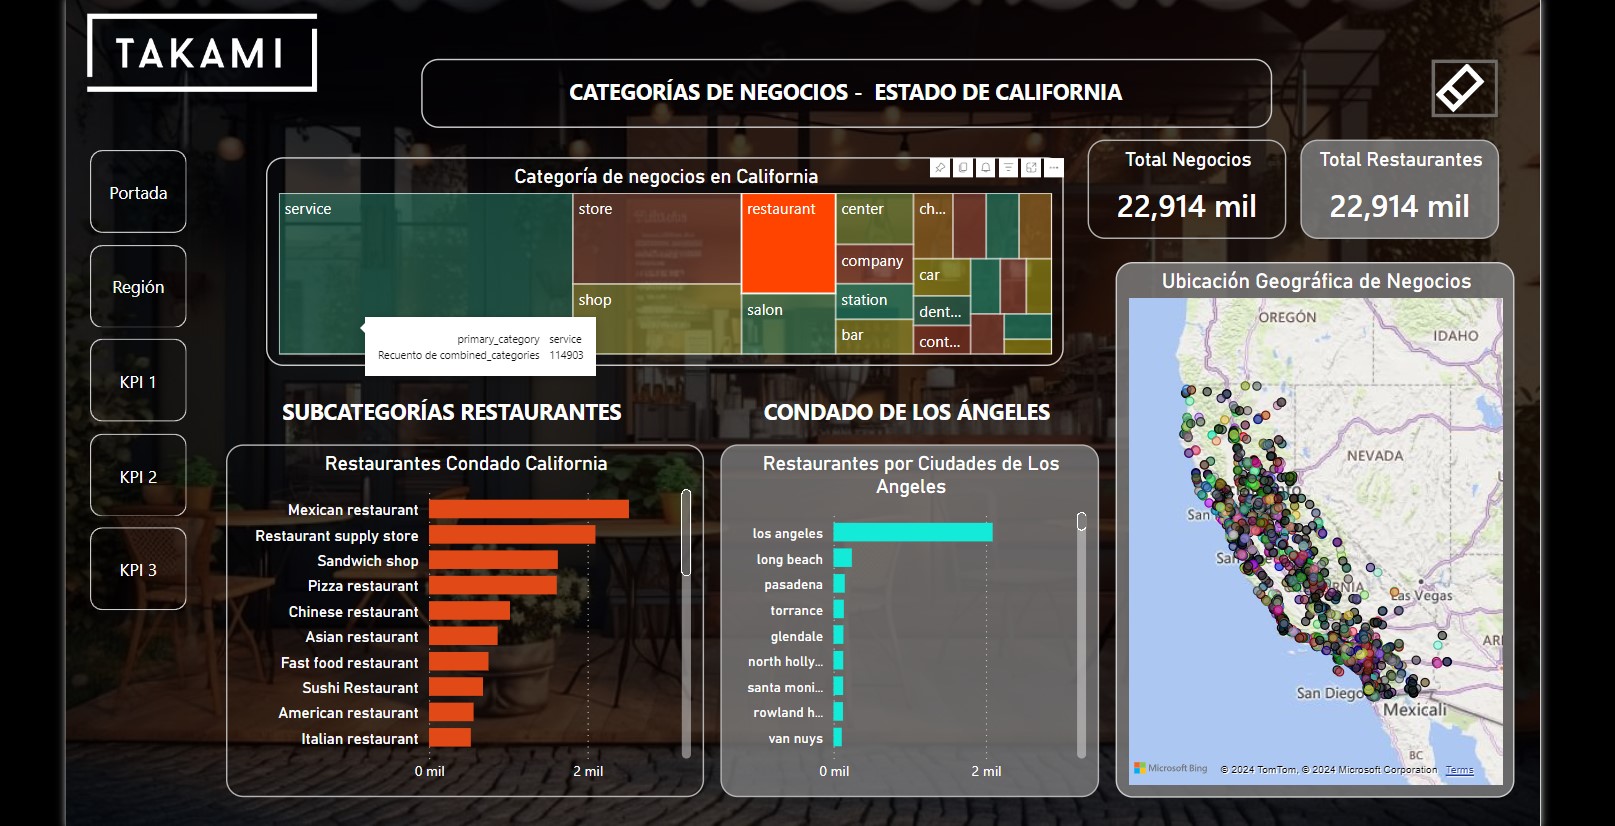 TAKAMI
CATEGORÍAS DE NEGOCIOS - ESTADO DE CALIFORNIA
Portada
Región
KPI 1
KPI 2
KPI 3
Categoría de negocios en California
service
store
shop
restaurant
salon
center
company
station
bar
ch...
car
dent...
cont...
primary_category service
Recuento de combined_categories 114903
Total Negocios
22,914 mil
Total Restaurantes
22,914 mil
SUBCATEGORÍAS RESTAURANTES
Restaurantes Condado California
Mexican restaurant
Restaurant supply store
Sandwich shop
Pizza restaurant
Chinese restaurant
Asian restaurant
Fast food restaurant
Sushi Restaurant
American restaurant
Italian restaurant
0 mil 2 mil
CONDADO DE LOS ÁNGELES
Restaurantes por Ciudades de Los
Angeles
los angeles
long beach
pasadena
torrance
glendale
north holly...
santa moni...
rowland h...
van nuys
0 mil 2 mil
Ubicación Geográfica de Negocios
OREGÓN
IDAHO
NEVADA
San
Las Vegas
San Diego
Mexicali
BC
Microsoft Bing
© 2024 TomTom, © 2024 Microsoft Corporation Terms